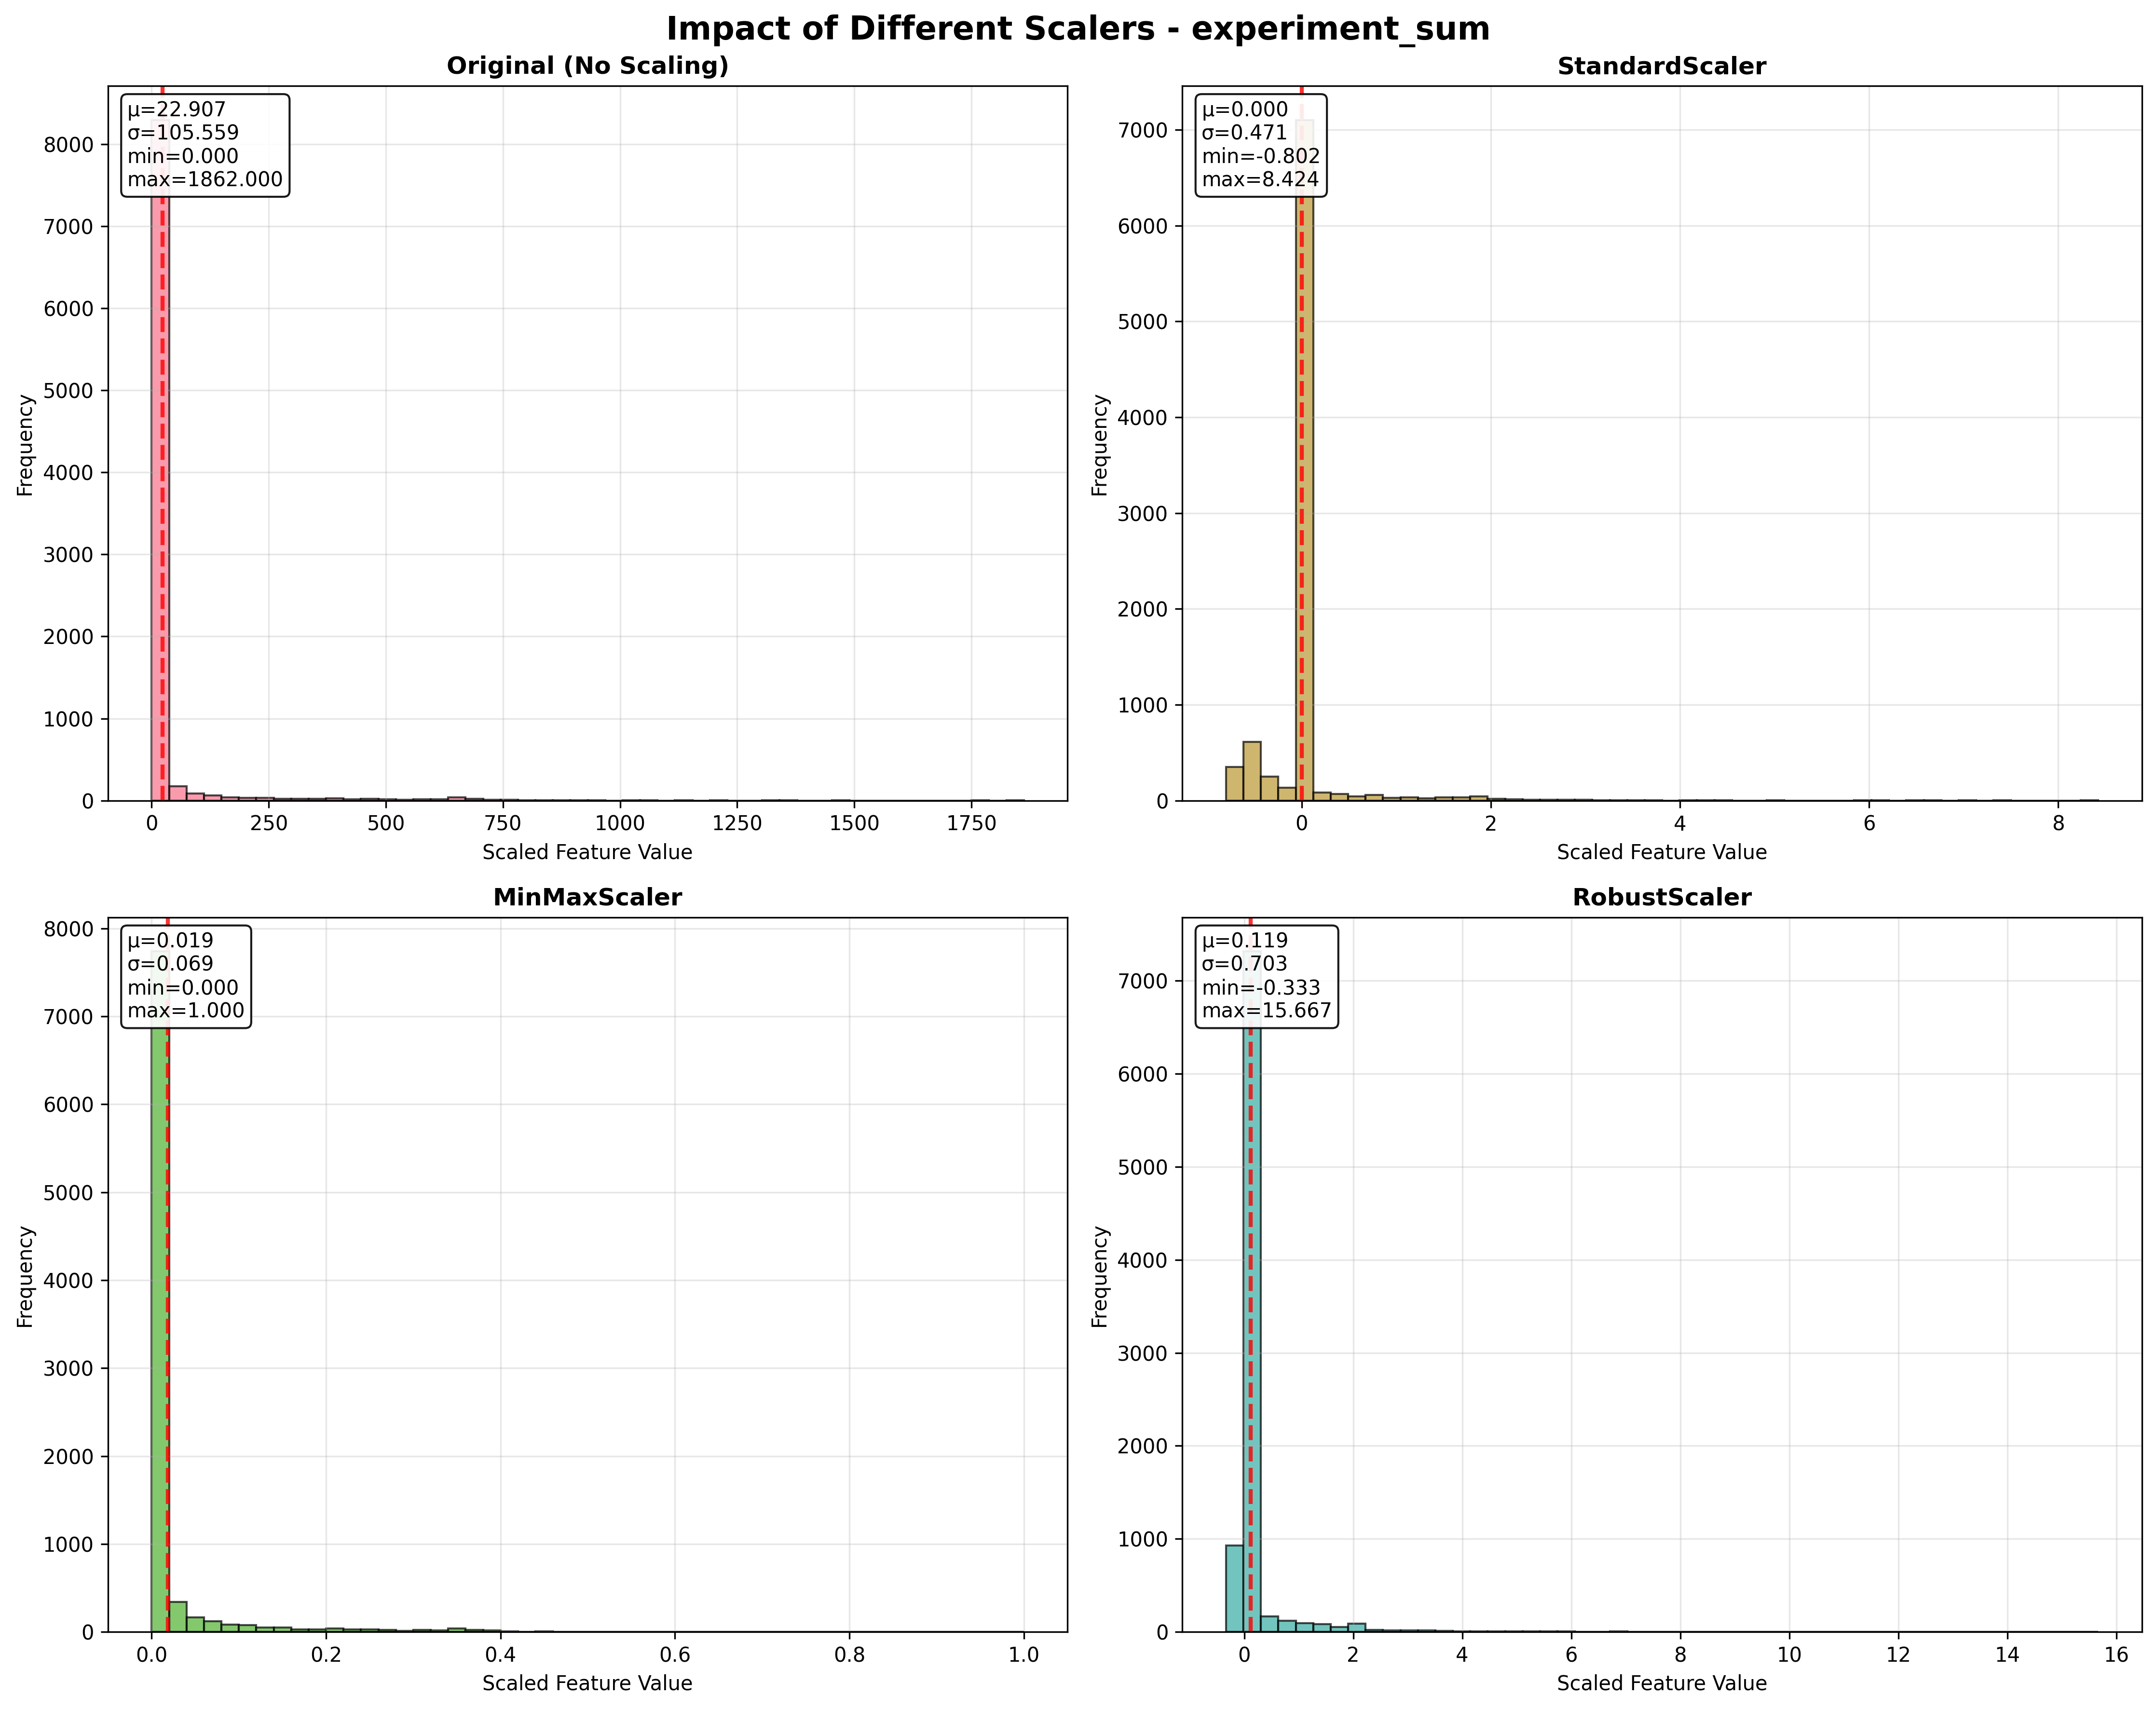 Impact of Different Scalers - experiment_sum
Original (No Scaling)
μ=22.907
σ=105.559
min=0.000
max=1862.000
8000
7000
6000
5000
4000
3000
2000
1000
0
Frequency
0 250 500 750 1000 1250 1500 1750
Scaled Feature Value
StandardScaler
μ=0.000
σ=0.471
min=-0.802
max=8.424
7000
6000
5000
4000
3000
2000
1000
0
Frequency
0 2 4 6 8
Scaled Feature Value
MinMaxScaler
μ=0.019
σ=0.069
min=0.000
max=1.000
8000
7000
6000
5000
4000
3000
2000
1000
0
Frequency
0.0 0.2 0.4 0.6 0.8 1.0
Scaled Feature Value
RobustScaler
μ=0.119
σ=0.703
min=-0.333
max=15.667
7000
6000
5000
4000
3000
2000
1000
0
Frequency
0 2 4 6 8 10 12 14 16
Scaled Feature Value